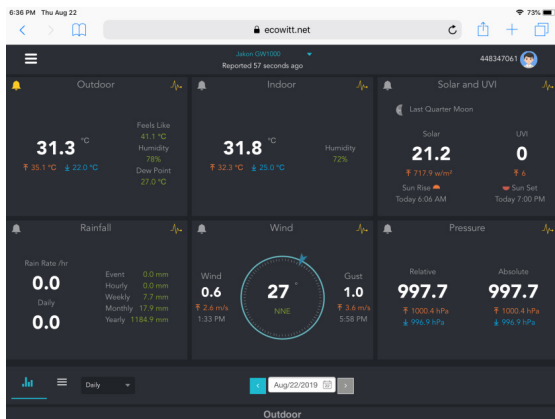 6:36 PM Thu Aug 22
73%
ecowitt.net
Jakon GW1000
Reported 57 seconds ago
448347061
Outdoor
31.3 °C
35.1 °C 22.0 °C
Feels Like
41.1 °C
Humidity
78%
Dew Point
27.0 °C
Indoor
31.8 °C
32.3 °C 25.0 °C
Humidity
72%
Solar and UVI
Last Quarter Moon
Solar
21.2
717.9 w/m²
UVI
0
6
Sun Rise
Today 6:06 AM
Sun Set
Today 7:00 PM
Rainfall
Rain Rate /hr
0.0
Daily
0.0
Event 0.0 mm
Hourly 0.0 mm
Weekly 7.7 mm
Monthly 17.9 mm
Yearly 1184.9 mm
Wind
Wind
0.6
2.6 m/s
1:33 PM
27 °
NNE
Gust
1.0
3.6 m/s
5:58 PM
Pressure
Relative
997.7
1000.4 hPa
996.9 hPa
Absolute
997.7
1000.4 hPa
996.9 hPa
Daily
< Aug/22/2019 >
Outdoor